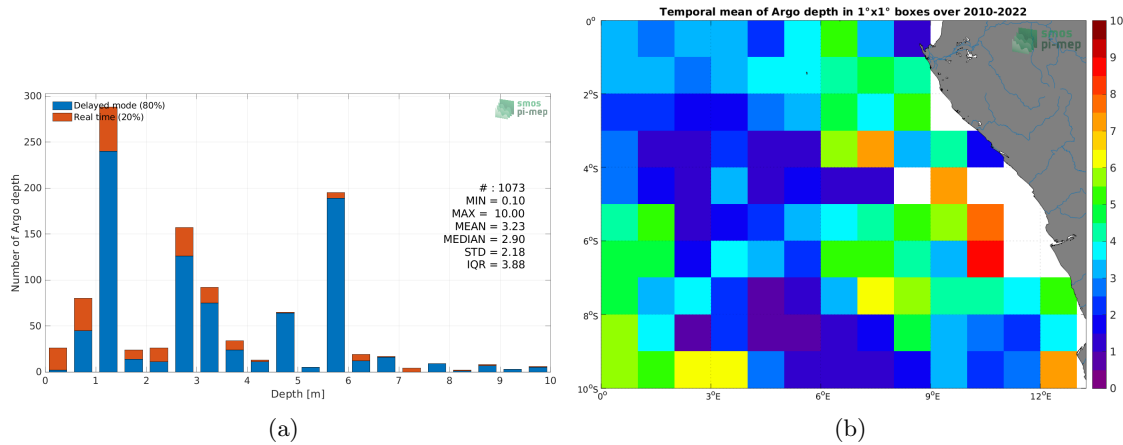 Delayed mode (80%)
Real time (20%)
smos
pi-mep
# : 1073
MIN = 0.10
MAX = 10.00
MEAN = 3.23
MEDIAN = 2.90
STD = 2.18
IQR = 3.88
Number of Argo depth
300
250
200
150
100
50
0
0 1 2 3 4 5 6 7 8 9 10
Depth [m]
(a)
Temporal mean of Argo depth in 1°x1° boxes over 2010-2022
smos
pi-mep
0°
2°S
4°S
6°S
8°S
10°S
0° 3°E 6°E 9°E 12°E
10
9
8
7
6
5
4
3
2
1
0
(b)